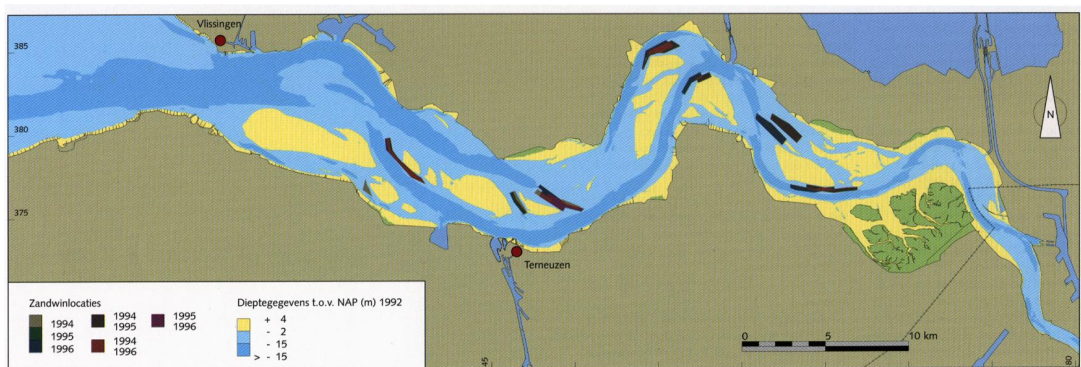 Vlissingen
385
380
375
N
Terneuzen
Zandwinlocaties
1994
1995
1996
1994
1995
1994
1996
1995
1996
Dieptegegevens t.o.v. NAP (m) 1992
+ 4
- 2
- 15
> - 15
0 5 10 km
45
80